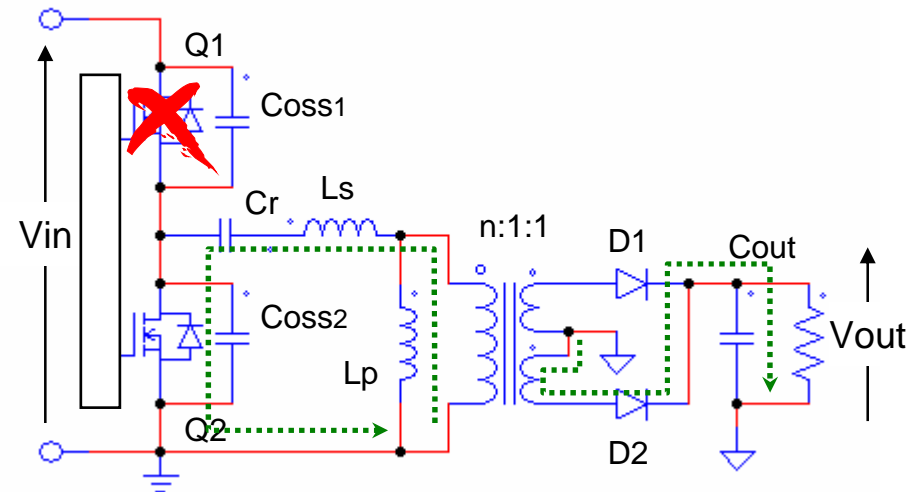 Q1
Coss1
Cr
Ls
n:1:1
D1
Cout
Vin
Coss2
Lp
Vout
Q2
D2